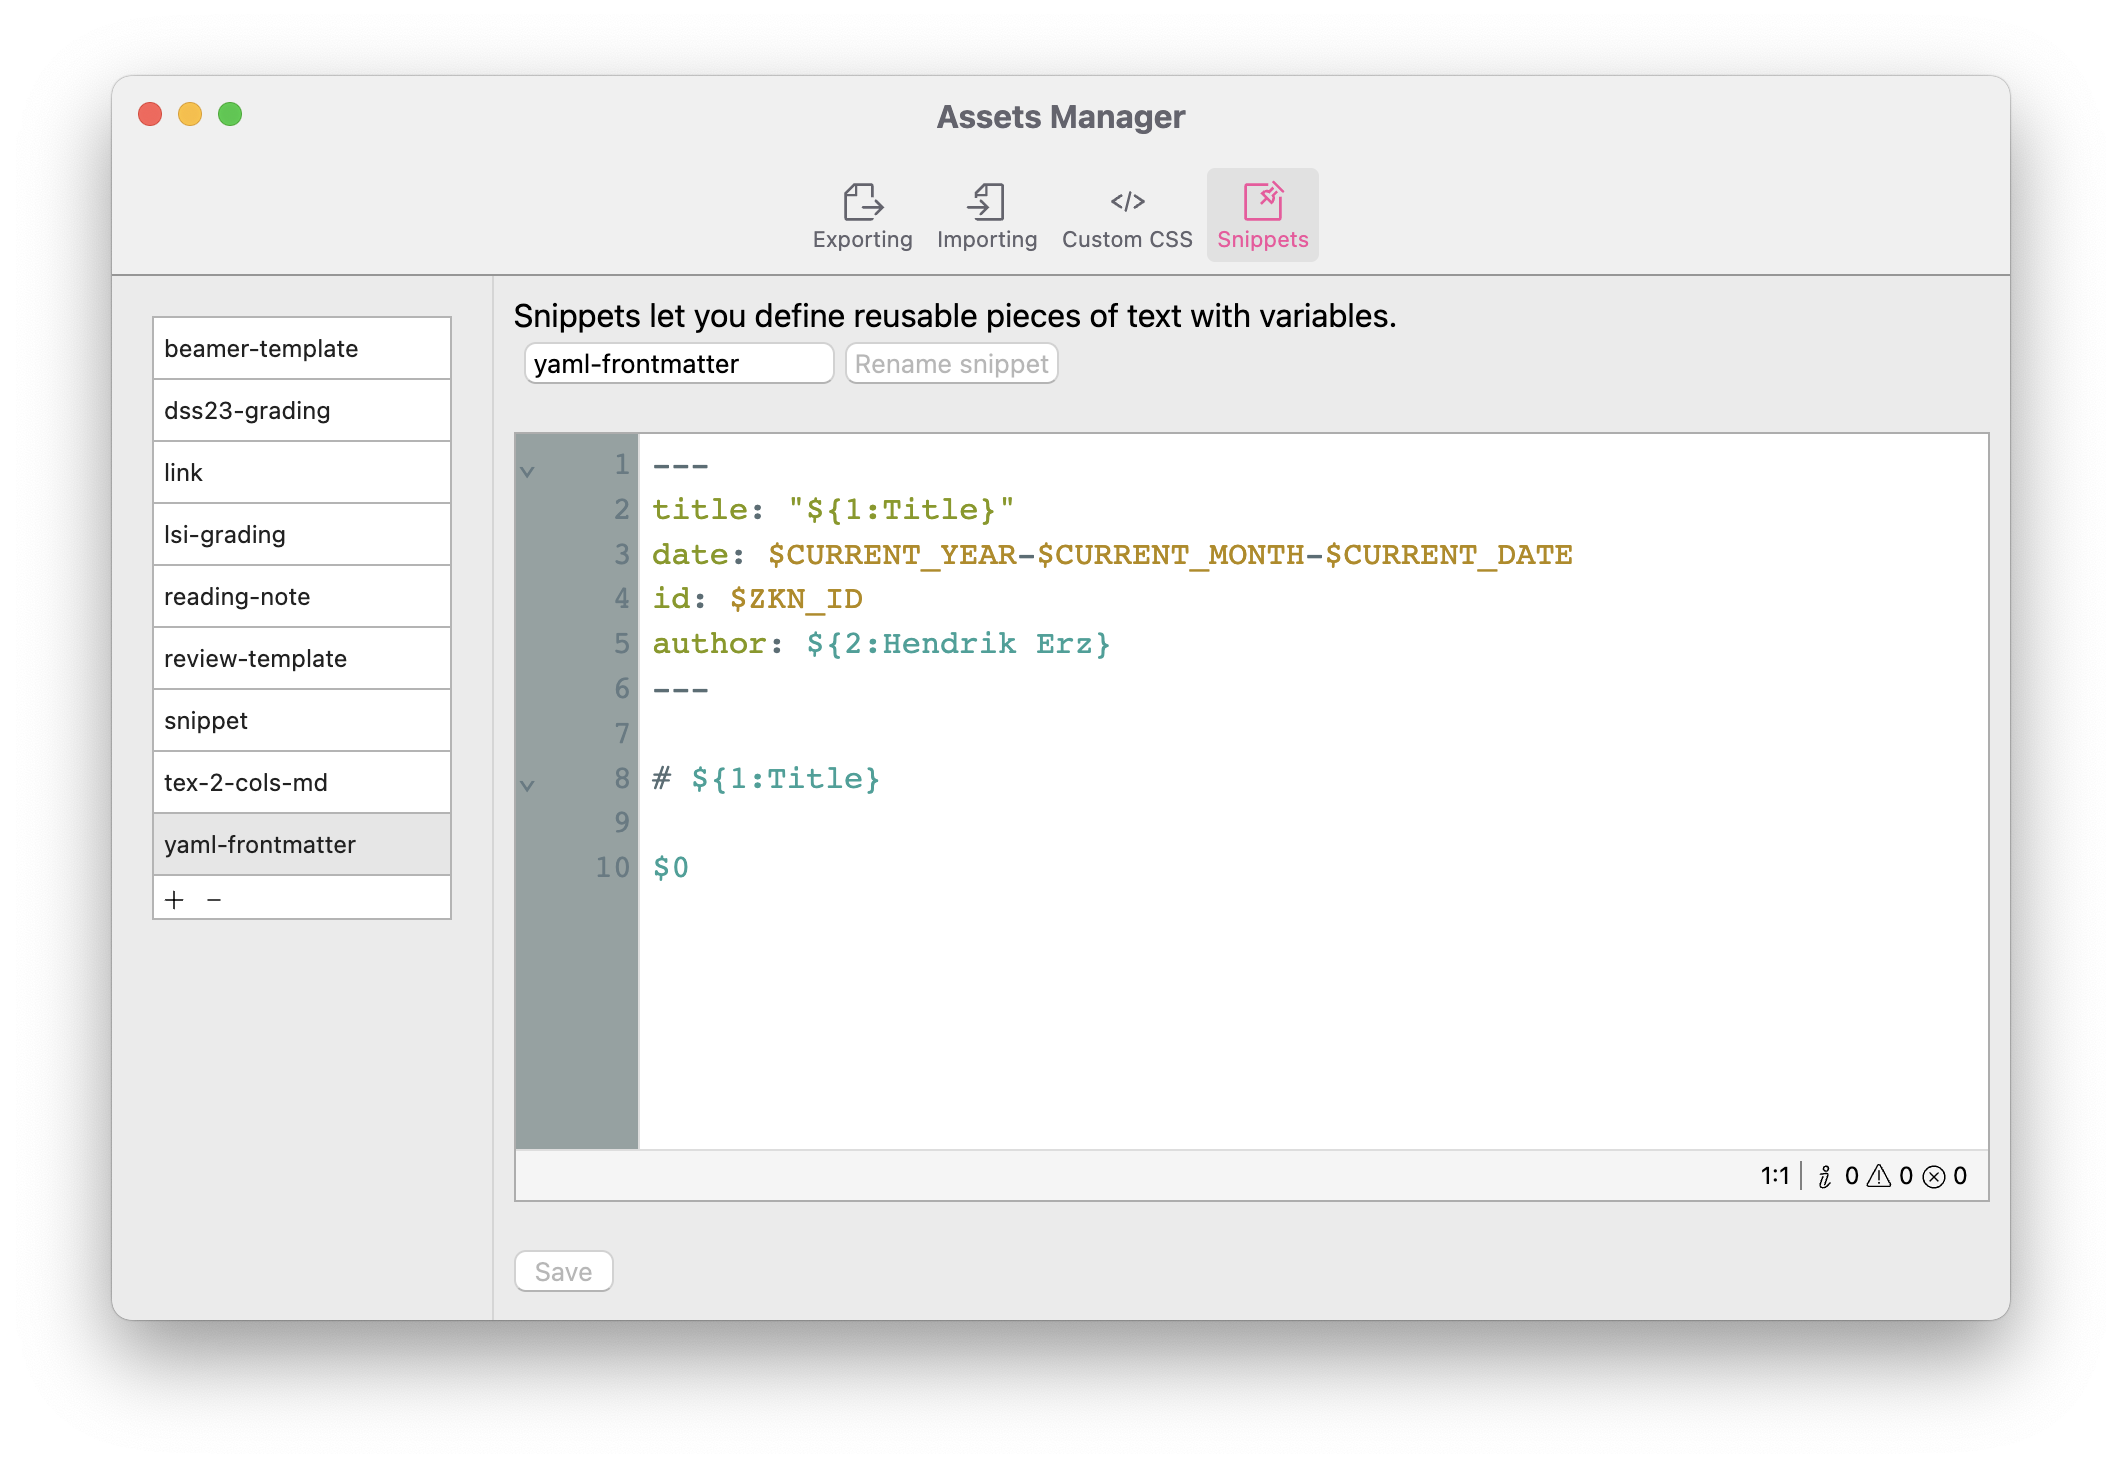 Assets Manager
Exporting
Importing
Custom CSS
Snippets
beamer-template
dss23-grading
link
lsi-grading
reading-note
review-template
snippet
tex-2-cols-md
yaml-frontmatter
+ −
Snippets let you define reusable pieces of text with variables.
yaml-frontmatter
Rename snippet
1 ---
2 title: "${1:Title}"
3 date: $CURRENT_YEAR-$CURRENT_MONTH-$CURRENT_DATE
4 id: $ZKN_ID
5 author: ${2:Hendrik Erz}
6 ---
7
8 # ${1:Title}
9
10 $0
1:1 | i 0 ⚠ 0 ⊗ 0
Save